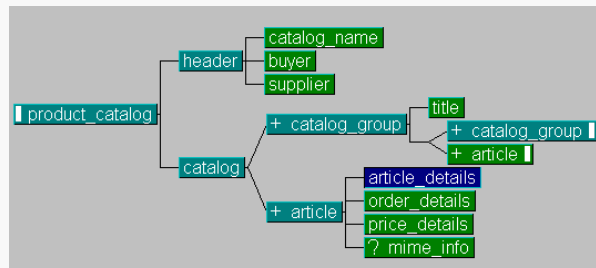 product_catalog
header
catalog_name
buyer
supplier
catalog
+ catalog_group
title
+ catalog_group
+ article
+ article
article_details
order_details
price_details
? mime_info